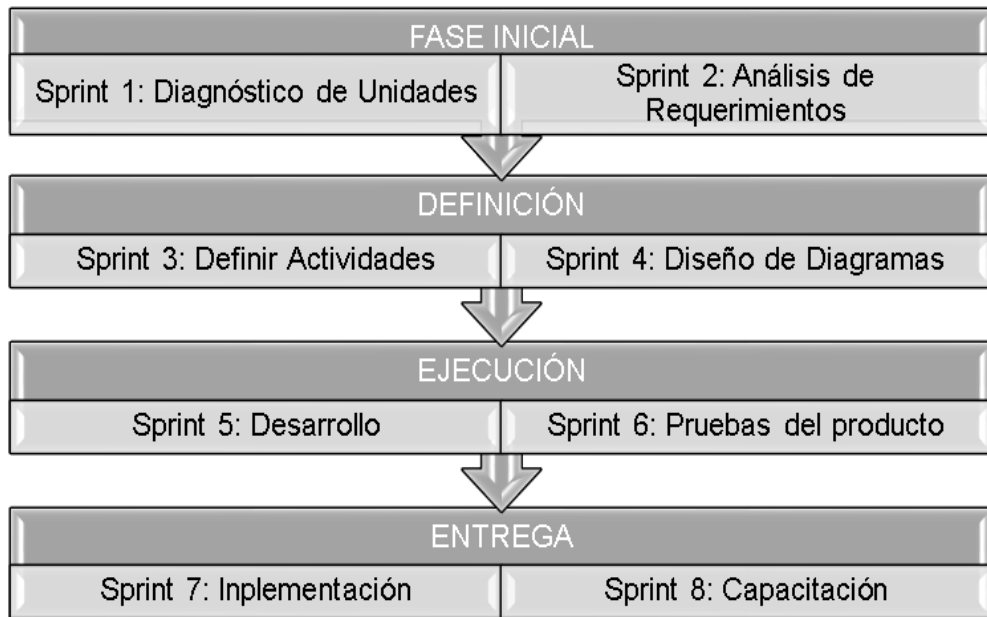 FASE INICIAL
Sprint 1: Diagnóstico de Unidades
Sprint 2: Análisis de
Requerimientos
DEFINICIÓN
Sprint 3: Definir Actividades
Sprint 4: Diseño de Diagramas
EJECUCIÓN
Sprint 5: Desarrollo
Sprint 6: Pruebas del producto
ENTREGA
Sprint 7: Inplementación
Sprint 8: Capacitación